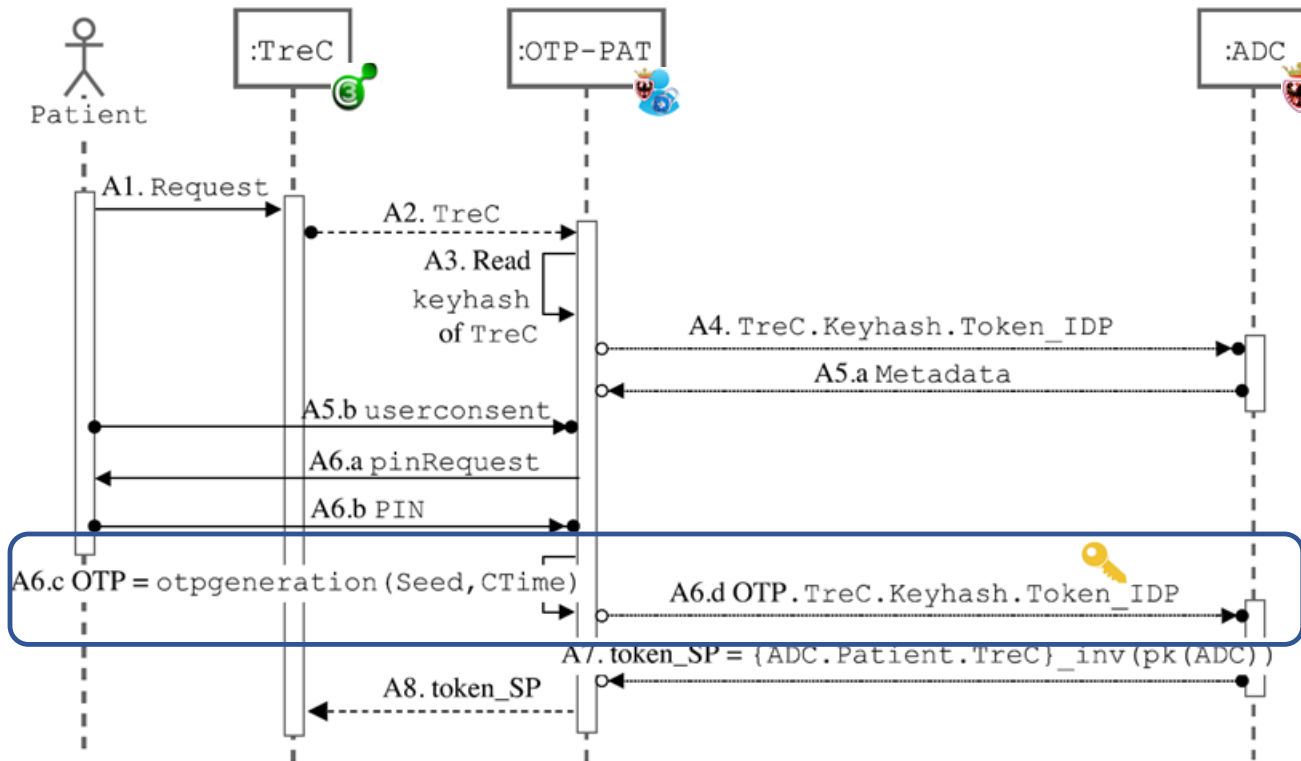 :TreC
:OTP-PAT
:ADC
3
Patient
A1. Request
A2. TreC
A3. Read
keyhash
of TreC
A4. TreC.Keyhash.Token_IDP
A5.a Metadata
A5.b userconsent
A6.a pinRequest
A6.b PIN
A6.c OTP = otpgeneration(Seed,CTime)
A6.d OTP.TreC.Keyhash.Token_IDP
A7. token_SP = {ADC.Patient.TreC}_inv(pk(ADC))
A8. token_SP